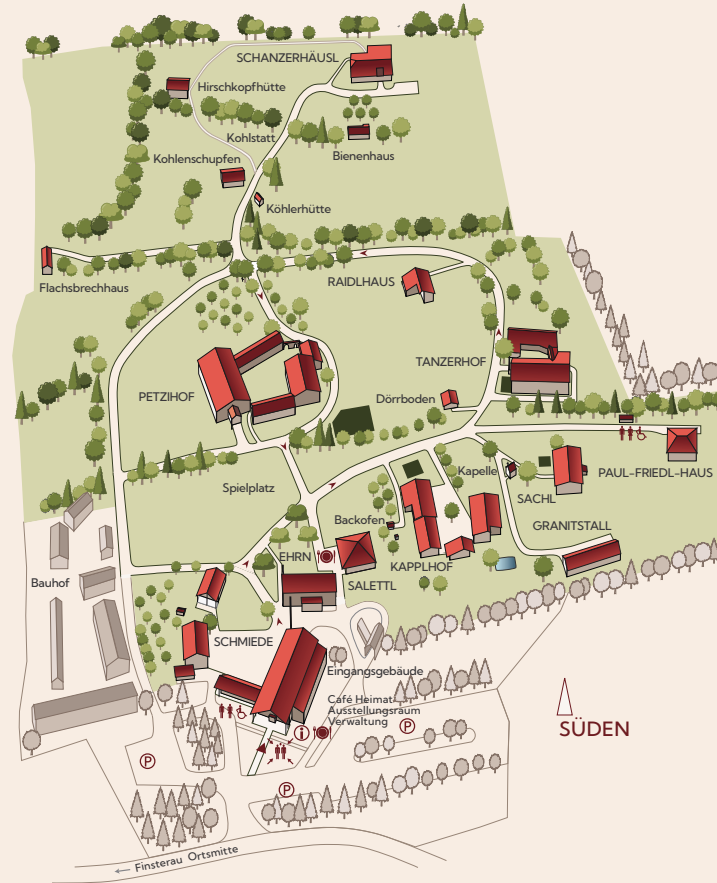 SCHANZERHÄUSL
Hirschkopfhütte
Kohlstatt
Bienenhaus
Kohlenschupfen
Köhlerhütte
Flachsbrechhaus
RAIDLHAUS
TANZERHOF
PETZIHOF
Dörrboden
Spielplatz
Kapelle
PAUL-FRIEDL-HAUS
SACHL
Backofen
GRANITSTALL
EHRN
KAPPLHOF
Bauhof
SALETTL
SCHMIEDE
Eingangsgebäude
Café Heimat
Ausstellungsraum
Verwaltung
SÜDEN
P
P
P
i
← Finsterau Ortsmitte